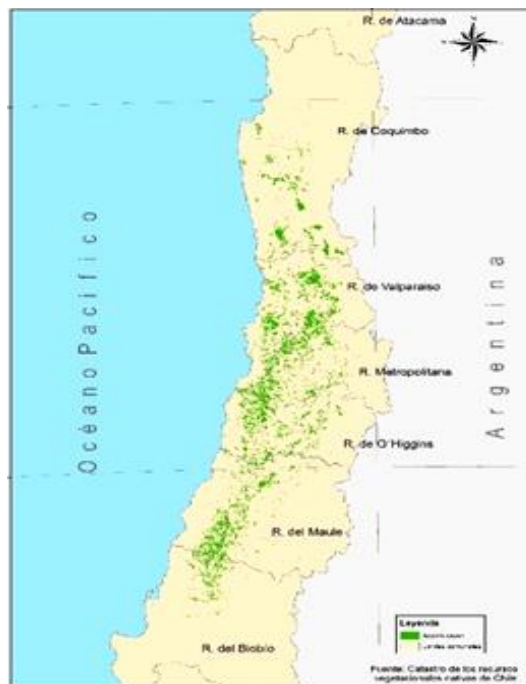 R. de Atacama
R. de Coquimbo
R. de Valparaiso
Océano Pacífico
Argentina
R. Metropolitana
R. de O'Higgins
R. del Maule
R. del Biobío
Leyenda
Fuente: Catastro de los recursos
vegetacionales nativos de Chile